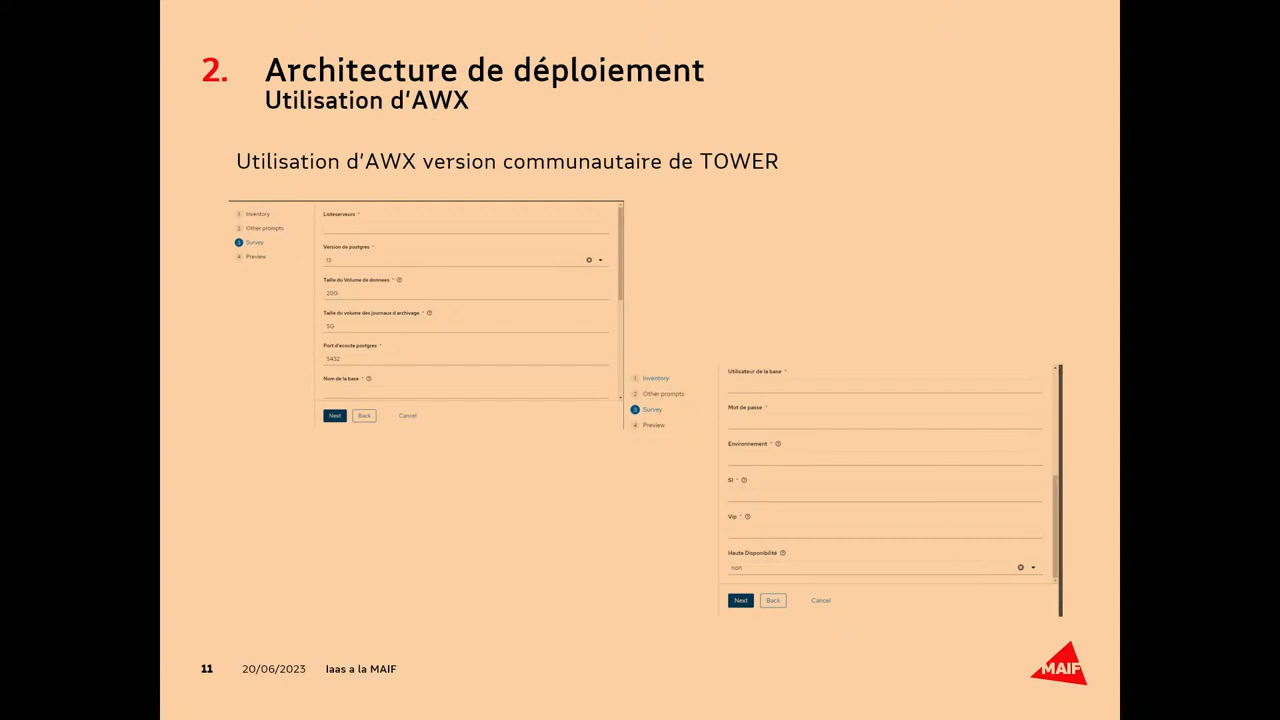 2. Architecture de déploiement
Utilisation d'AWX
Utilisation d'AWX version communautaire de TOWER
1 Inventory
2 Other prompts
3 Survey
4 Preview
Listeserveurs *
Version de postgres *
13
Taille du Volume de donnees *
20G
Taille du volume des journaux d archivage *
5G
Port d'ecoute postgres *
5432
Nom de la base *
Next Back Cancel
1 Inventory
2 Other prompts
3 Survey
4 Preview
Utilisateur de la base *
Mot de passe *
Environnement *
SI *
Vip *
Haute Disponibilité
non
Next Back Cancel
11 20/06/2023 Iaas a la MAIF
MAIF